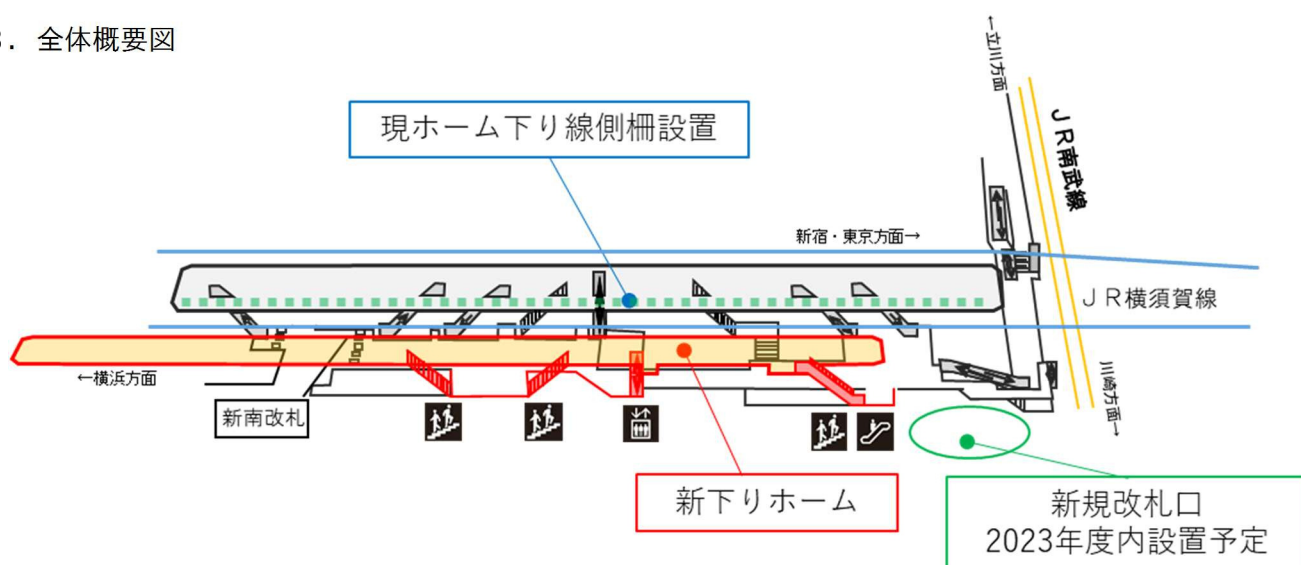 ．全体概要図
←立川方面
現ホーム下り線側柵設置
ＪＲ南武線
新宿・東京方面→
ＪＲ横須賀線
←横浜方面
川崎方面→
新南改札
新下りホーム
新規改札口
2023年度内設置予定